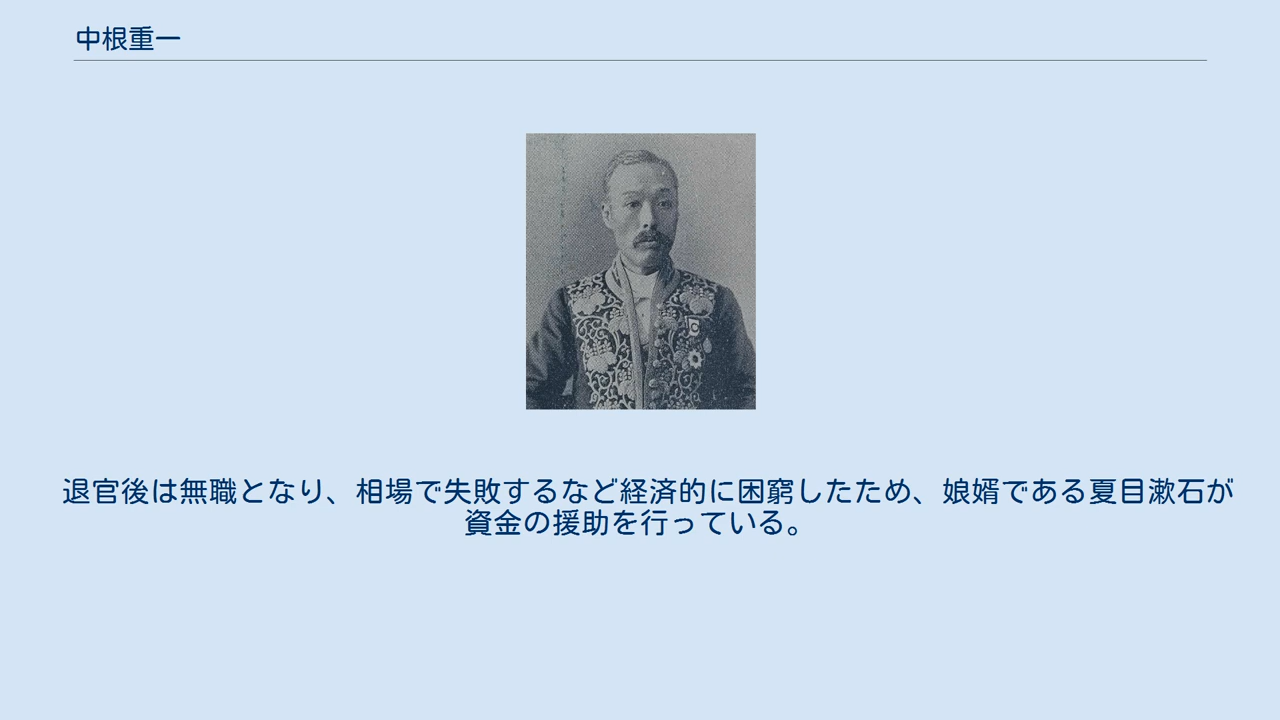 中根重一
退官後は無職となり、相場で失敗するなど経済的に困窮したため、娘婿である夏目漱石が
資金の援助を行っている。